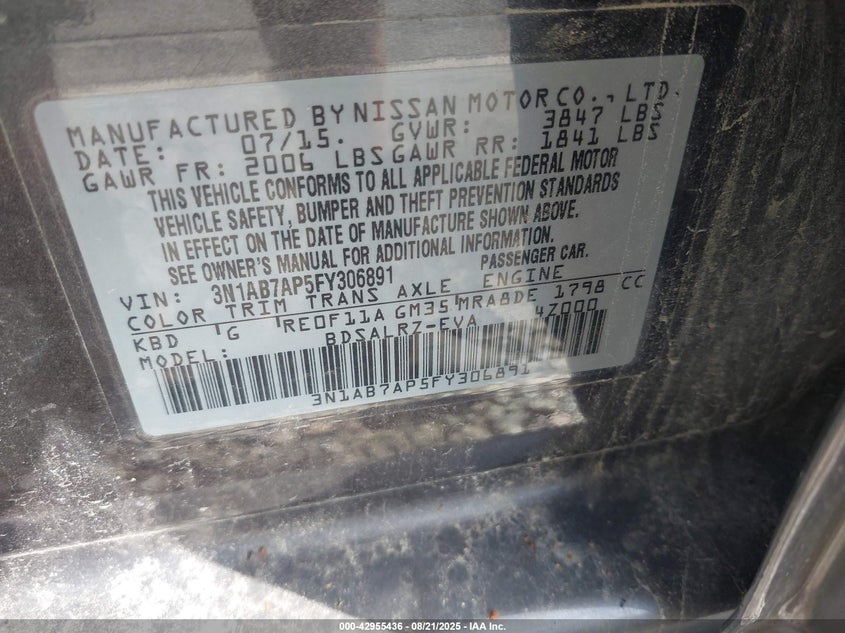 MANUFACTURED BY NISSAN MOTOR CO., LTD.
DATE: 07/15. GVWR: 3847 LBS
GAWR FR: 2006 LBS GAWR RR: 1841 LBS
THIS VEHICLE CONFORMS TO ALL APPLICABLE FEDERAL MOTOR
VEHICLE SAFETY, BUMPER AND THEFT PREVENTION STANDARDS
IN EFFECT ON THE DATE OF MANUFACTURE SHOWN ABOVE.
SEE OWNER'S MANUAL FOR ADDITIONAL INFORMATION.
VIN: 3N1AB7AP5FY306891 PASSENGER CAR.
COLOR TRIM TRANS AXLE ENGINE
KBD G RE0F11A GM35 MRA8DE 1798 CC
MODEL: BDSALRZ-EVA 4Z000
3N1AB7AP5FY306891
000-42955436 - 08/21/2025 - IAA Inc.